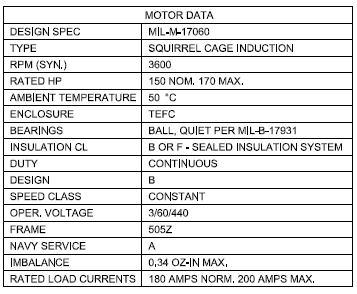 MOTOR DATA
DESIGN SPEC MIL-M-17060
TYPE SQUIRREL CAGE INDUCTION
RPM (SYN.) 3600
RATED HP 150 NOM. 170 MAX.
AMBIENT TEMPERATURE 50 °C
ENCLOSURE TEFC
BEARINGS BALL, QUIET PER MIL-B-17931
INSULATION CL B OR F - SEALED INSULATION SYSTEM
DUTY CONTINUOUS
DESIGN B
SPEED CLASS CONSTANT
OPER. VOLTAGE 3/60/440
FRAME 505Z
NAVY SERVICE A
IMBALANCE 0,34 OZ-IN MAX,
RATED LOAD CURRENTS 180 AMPS NORM. 200 AMPS MAX.